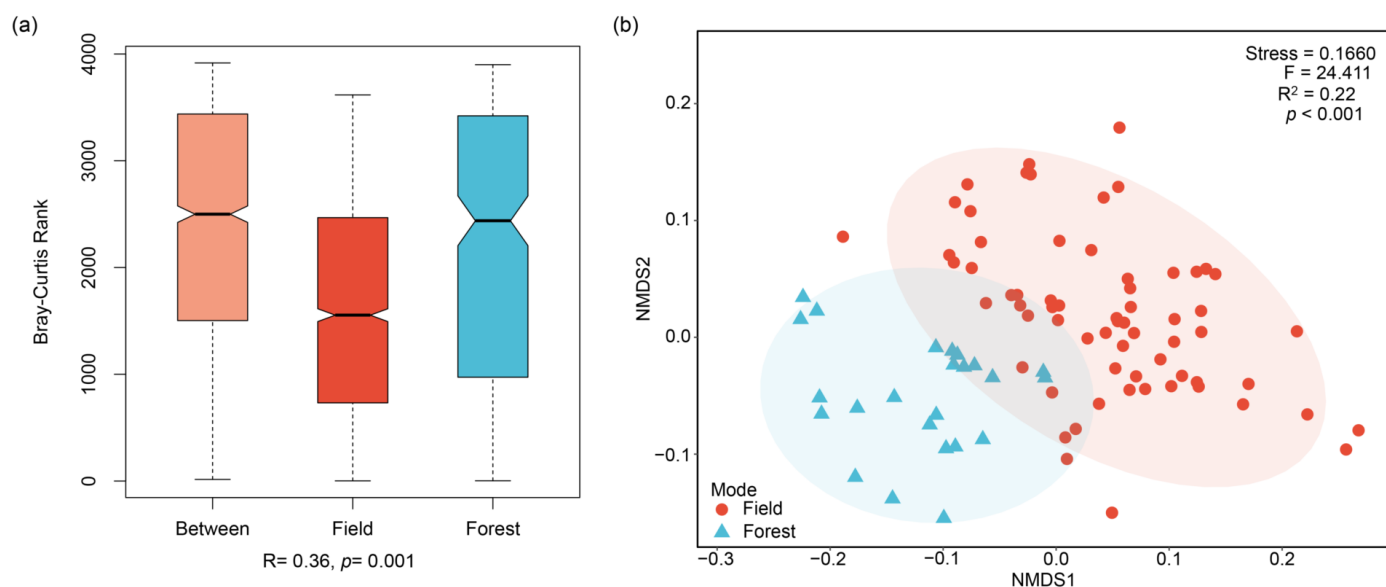 (a)
Bray-Curtis Rank
4000
3000
2000
1000
0
Between
Field
Forest
R= 0.36, p= 0.001
(b)
Stress = 0.1660
F = 24.411
R² = 0.22
p < 0.001
NMDS2
0.2
0.1
0.0
−0.1
Mode
Field
Forest
−0.3
−0.2
−0.1
0.0
0.1
0.2
NMDS1